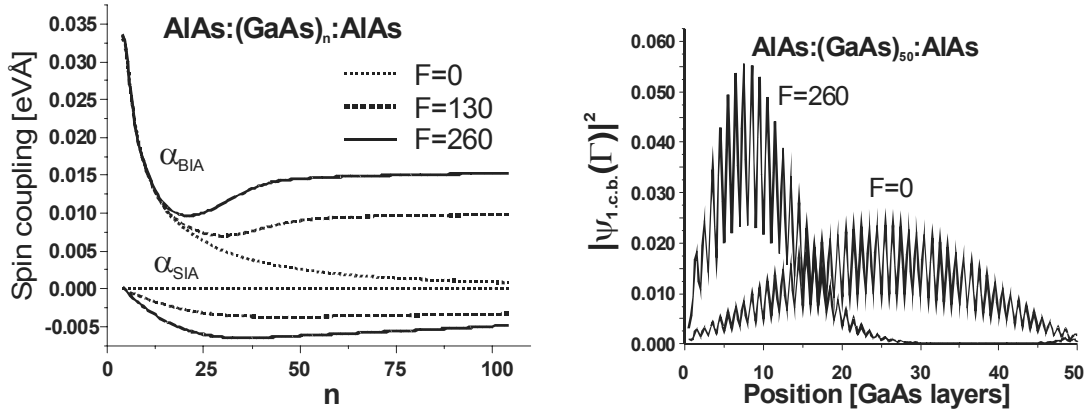 AlAs:(GaAs)n:AlAs
F=0
F=130
F=260
αBIA
αSIA
Spin coupling [eVÅ]
0.035
0.030
0.025
0.020
0.015
0.010
0.005
0.000
-0.005
0
25
50
75
100
n
AlAs:(GaAs)50:AlAs
F=260
F=0
|ψ1.c.b.(Γ)|²
0.060
0.050
0.040
0.030
0.020
0.010
0.000
0
10
20
30
40
50
Position [GaAs layers]